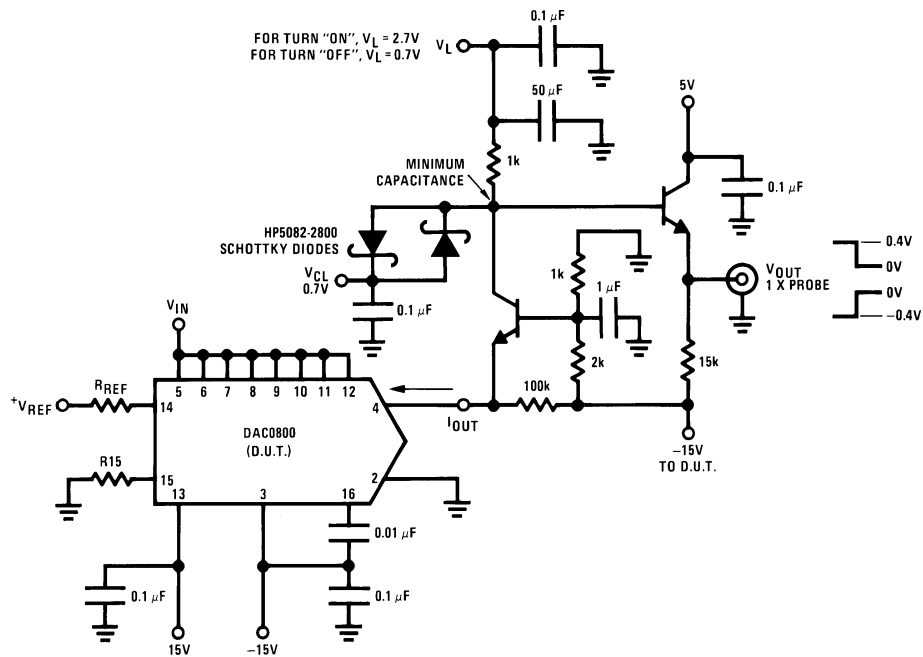 FOR TURN "ON", VL = 2.7V
FOR TURN "OFF", VL = 0.7V
VL
0.1 μF
50 μF
5V
1k
MINIMUM
CAPACITANCE
0.1 μF
HP5082-2800
SCHOTTKY DIODES
VCL
0.7V
0.1 μF
1k
1 μF
2k
0.4V
0V
VOUT
1 X PROBE
0V
−0.4V
15k
VIN
5 6 7 8 9 10 11 12
+VREF
RREF
14
4
DAC0800
(D.U.T.)
IOUT
100k
−15V
TO D.U.T.
R15
15
2
13
3
16
0.01 μF
0.1 μF
0.1 μF
15V
−15V